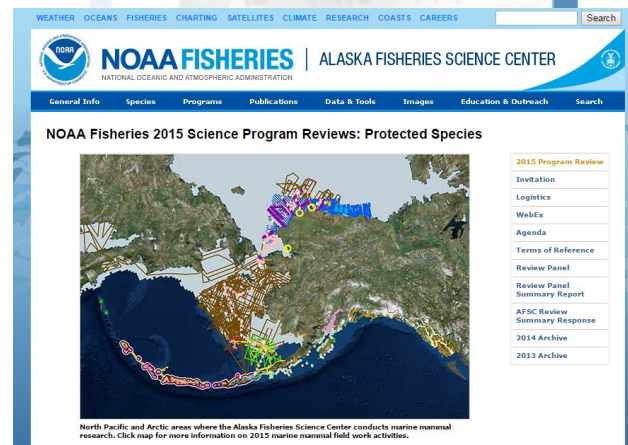 WEATHER OCEANS FISHERIES CHARTING SATELLITES CLIMATE RESEARCH COASTS CAREERS
Search
NOAA
NOAA FISHERIES
NATIONAL OCEANIC AND ATMOSPHERIC ADMINISTRATION
ALASKA FISHERIES SCIENCE CENTER
General Info Species Programs Publications Data & Tools Images Education & Outreach Search
NOAA Fisheries 2015 Science Program Reviews: Protected Species
2015 Program Review
Invitation
Logistics
WebEx
Agenda
Terms of Reference
Review Panel
Review Panel
Summary Report
AFSC Review
Summary Response
2014 Archive
2013 Archive
North Pacific and Arctic areas where the Alaska Fisheries Science Center conducts marine mammal
research. Click map for more information on 2015 marine mammal field work activities.